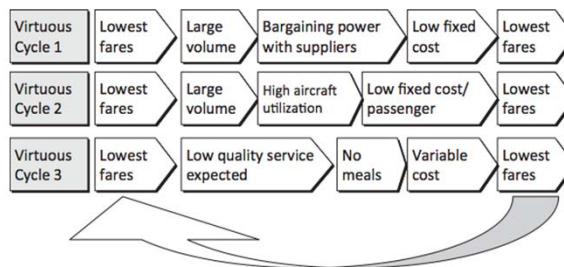 Virtuous
Cycle 1
Lowest
fares
Large
volume
Bargaining power
with suppliers
Low fixed
cost
Lowest
fares
Virtuous
Cycle 2
Lowest
fares
Large
volume
High aircraft
utilization
Low fixed cost/
passenger
Lowest
fares
Virtuous
Cycle 3
Lowest
fares
Low quality service
expected
No
meals
Variable
cost
Lowest
fares